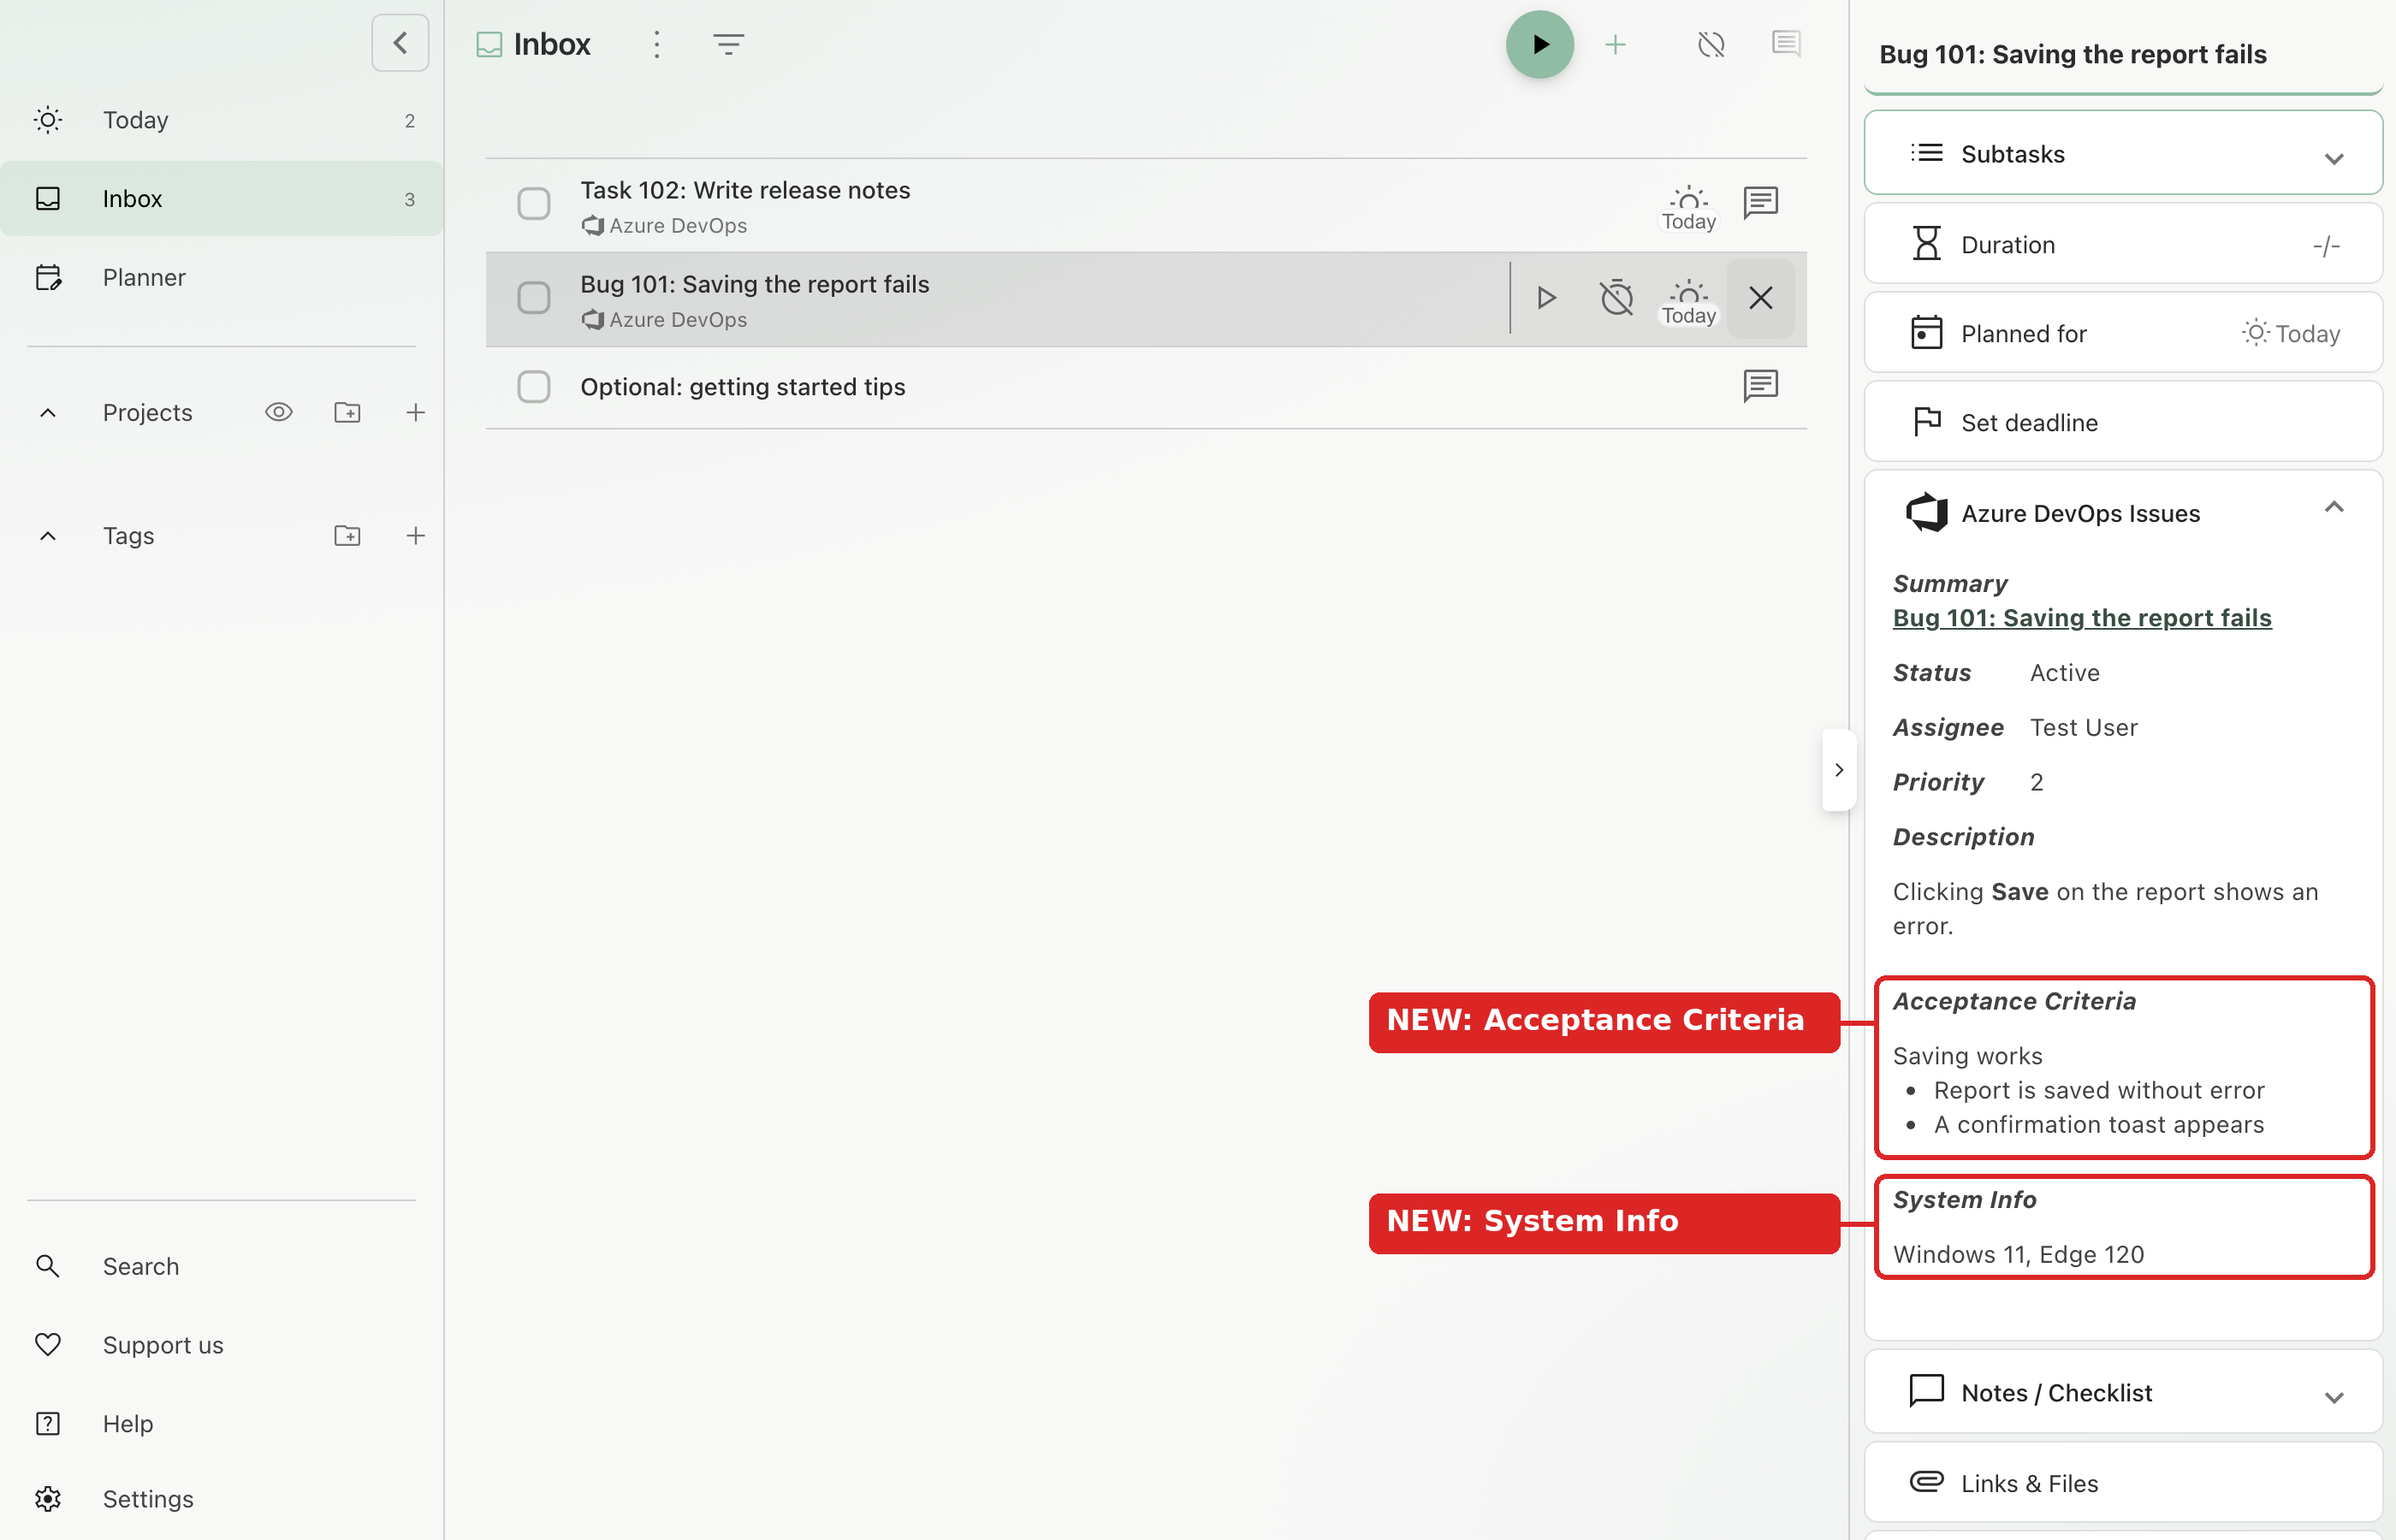 Today
2
Inbox
3
Planner
Projects
Tags
Search
Support us
Help
Settings
Inbox
Task 102: Write release notes
Azure DevOps
Today
Bug 101: Saving the report fails
Azure DevOps
Today
Optional: getting started tips
NEW: Acceptance Criteria
NEW: System Info
Bug 101: Saving the report fails
Subtasks
Duration
-/-
Planned for
Today
Set deadline
Azure DevOps Issues
Summary
Bug 101: Saving the report fails
Status Active
Assignee Test User
Priority 2
Description
Clicking Save on the report shows an
error.
Acceptance Criteria
Saving works
• Report is saved without error
• A confirmation toast appears
System Info
Windows 11, Edge 120
Notes / Checklist
Links & Files